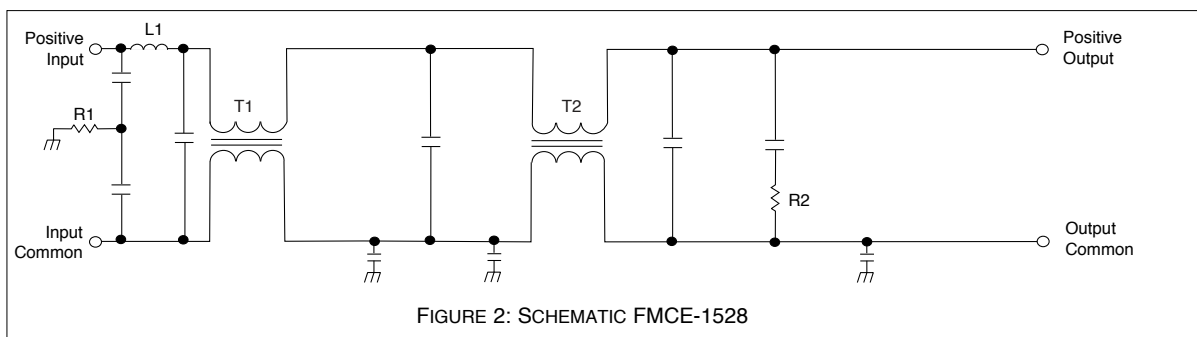 Positive
Input
L1
R1
T1
T2
R2
Input
Common
Positive
Output
Output
Common
FIGURE 2: SCHEMATIC FMCE-1528